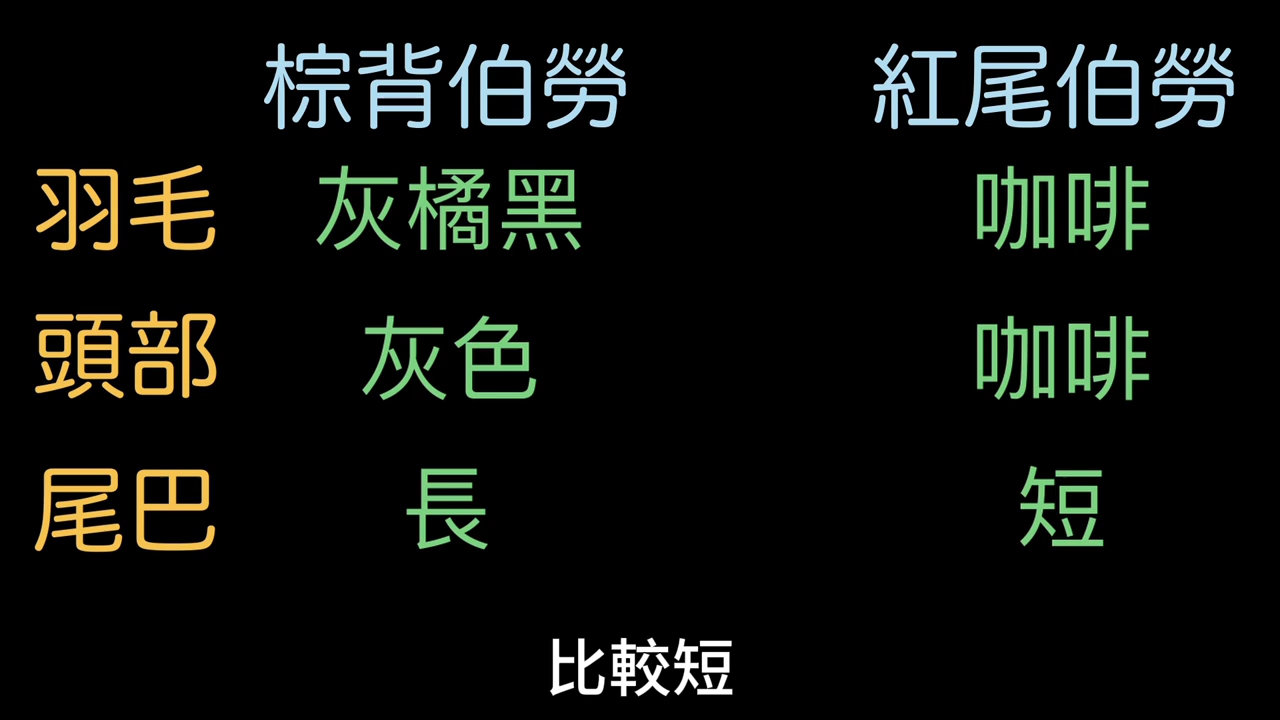 棕背伯勞 紅尾伯勞
羽毛 灰橘黑 咖啡
頭部 灰色 咖啡
尾巴 長 短
比較短